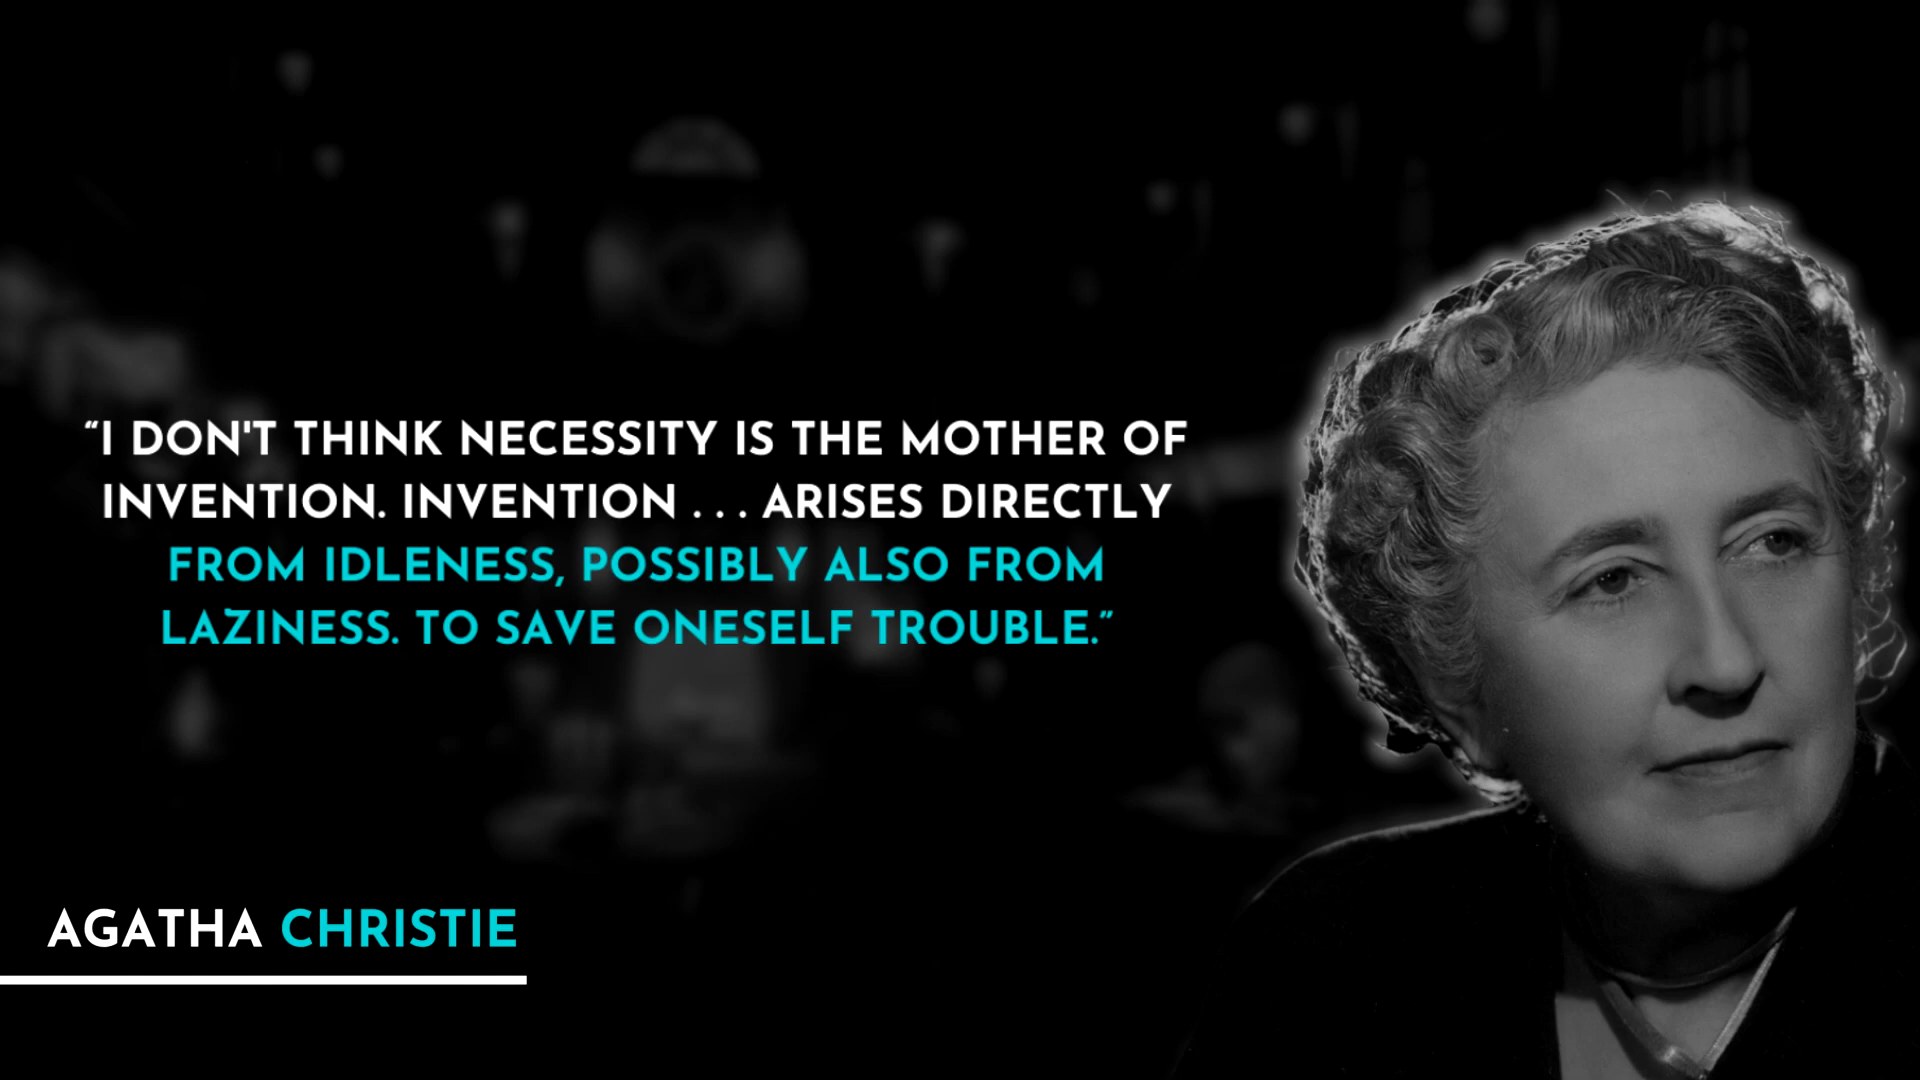 “I DON'T THINK NECESSITY IS THE MOTHER OF
INVENTION. INVENTION . . . ARISES DIRECTLY
FROM IDLENESS, POSSIBLY ALSO FROM
LAZINESS. TO SAVE ONESELF TROUBLE.”
AGATHA CHRISTIE